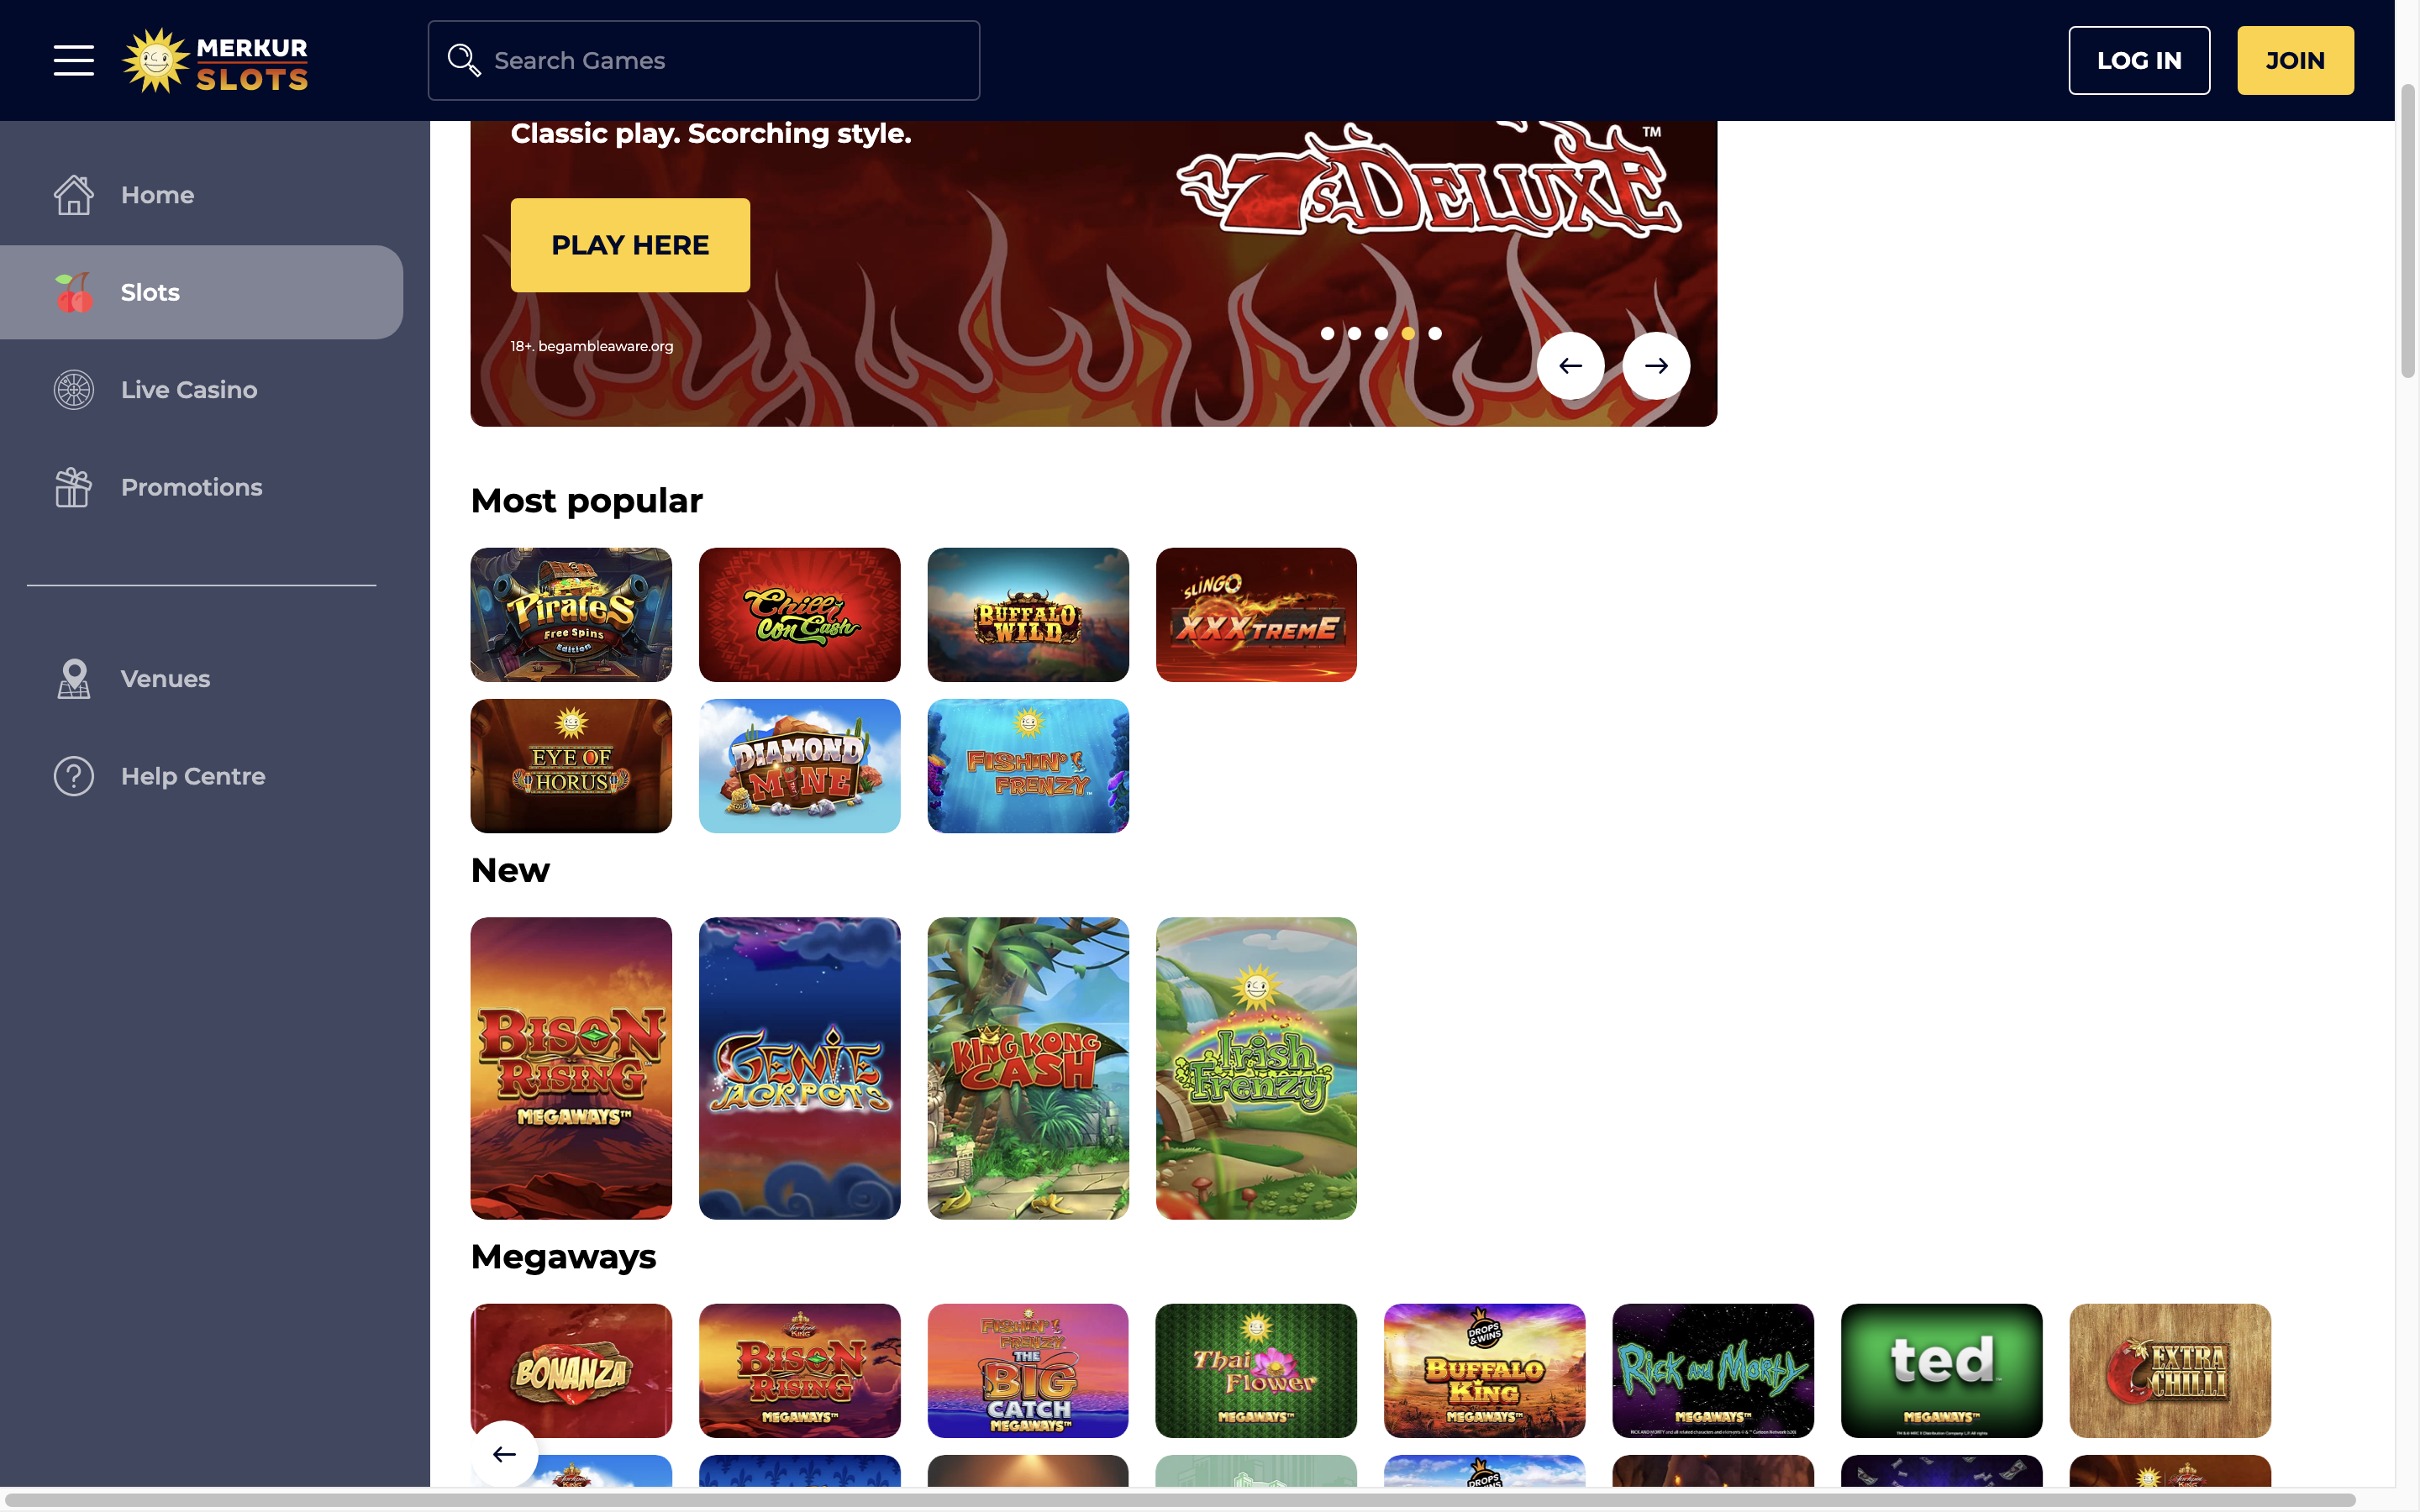 MERKUR
SLOTS
Search Games
LOG IN
JOIN
Home
Slots
Live Casino
Promotions
Venues
Help Centre
Classic play. Scorching style.
7's DELUXE™
PLAY HERE
18+. begambleaware.org
Most popular
Pirates
Free Spins
Edition
Chilli
Con Cash
BUFFALO
WILD
SLINGO
XXXTREME
EYE OF
HORUS
DIAMOND
MINE
FISHIN'
FRENZY
New
BISON
RISING
MEGAWAYS™
GENIE
JACKPOTS
KING KONG
CASH
Irish
Frenzy
Megaways
BONANZA
Jackpot
KING
BISON
RISING
MEGAWAYS™
FISHIN'
FRENZY
THE
BIG
CATCH
MEGAWAYS™
Thai
Flower
MEGAWAYS™
DROPS
&WINS
BUFFALO
KING
MEGAWAYS™
RICK AND MORTY
MEGAWAYS™
ted
MEGAWAYS™
EXTRA
CHILLI
DROPS